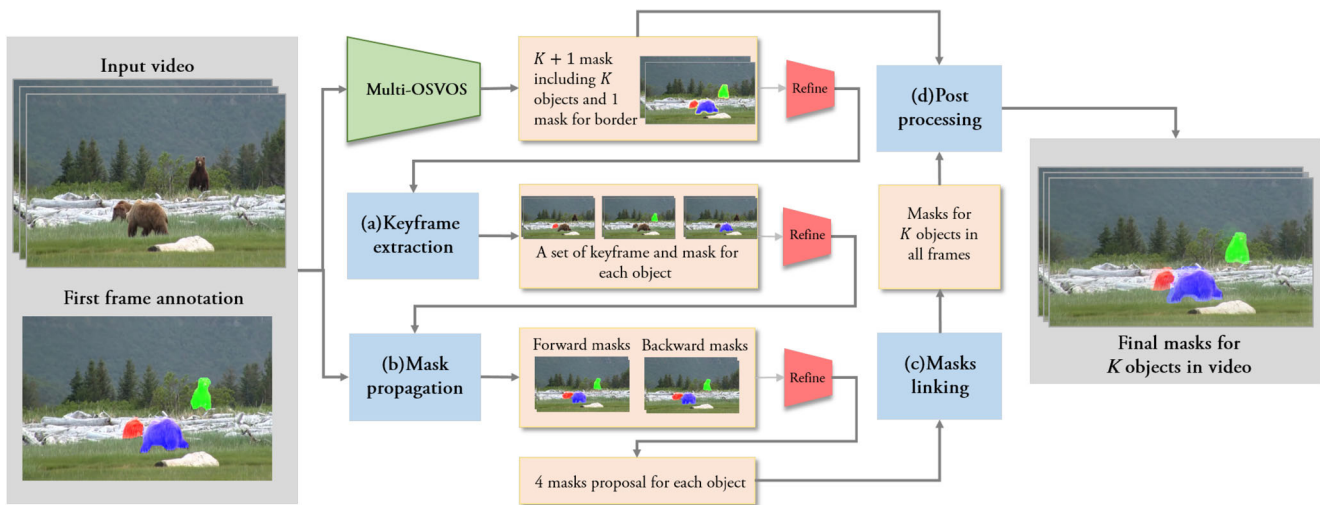 Input video
First frame annotation
Multi-OSVOS
K + 1 mask
including K
objects and 1
mask for border
Refine
(a)Keyframe
extraction
A set of keyframe and mask for
each object
Refine
(b)Mask
propagation
Forward masks
Backward masks
Refine
4 masks proposal for each object
(c)Masks
linking
Masks for
K objects in
all frames
(d)Post
processing
Final masks for
K objects in video